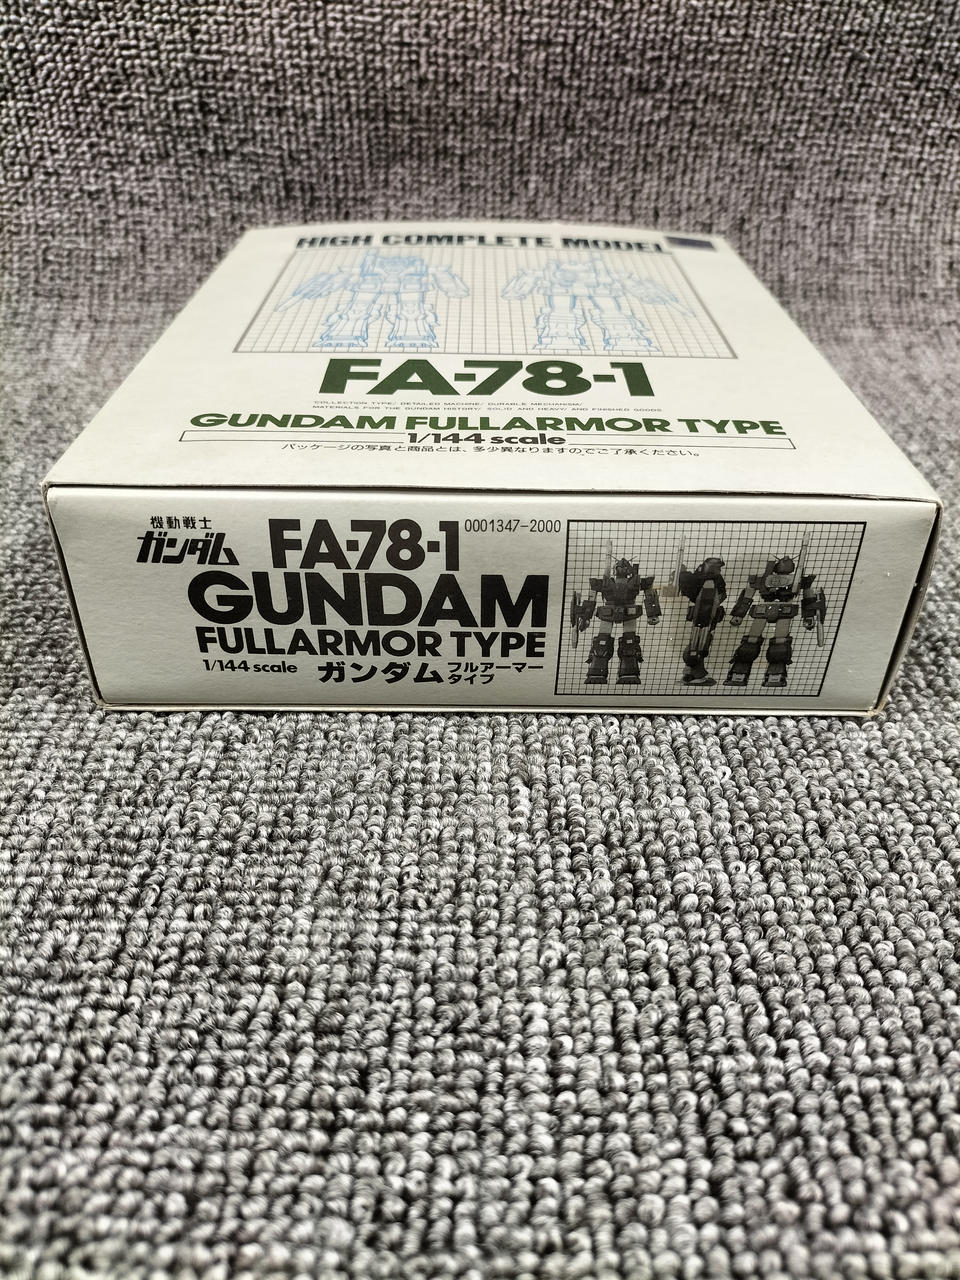 HIGH COMPLETE MODEL
FA-78-1
COLLECTION TYPE/ DETAILED MACHINE/ DURABLE MECHANISM/
MATERIALS FOR THE GUNDAM HISTORY/ SOLID AND HEAVY/ AND FINISHED GOODS
GUNDAM FULLARMOR TYPE
1/144 scale
パッケージの写真と商品とは、多少異なりますのでご了承ください。
機動戦士
ガンダム
FA-78-1
0001347-2000
GUNDAM
FULLARMOR TYPE
1/144 scale ガンダム フルアーマー
タイプ